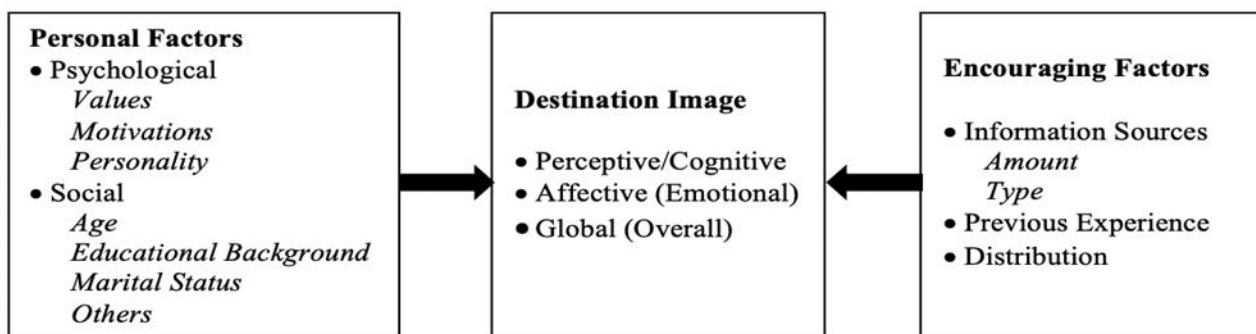 Personal Factors
• Psychological
Values
Motivations
Personality
• Social
Age
Educational Background
Marital Status
Others
Destination Image
• Perceptive/Cognitive
• Affective (Emotional)
• Global (Overall)
Encouraging Factors
• Information Sources
Amount
Type
• Previous Experience
• Distribution